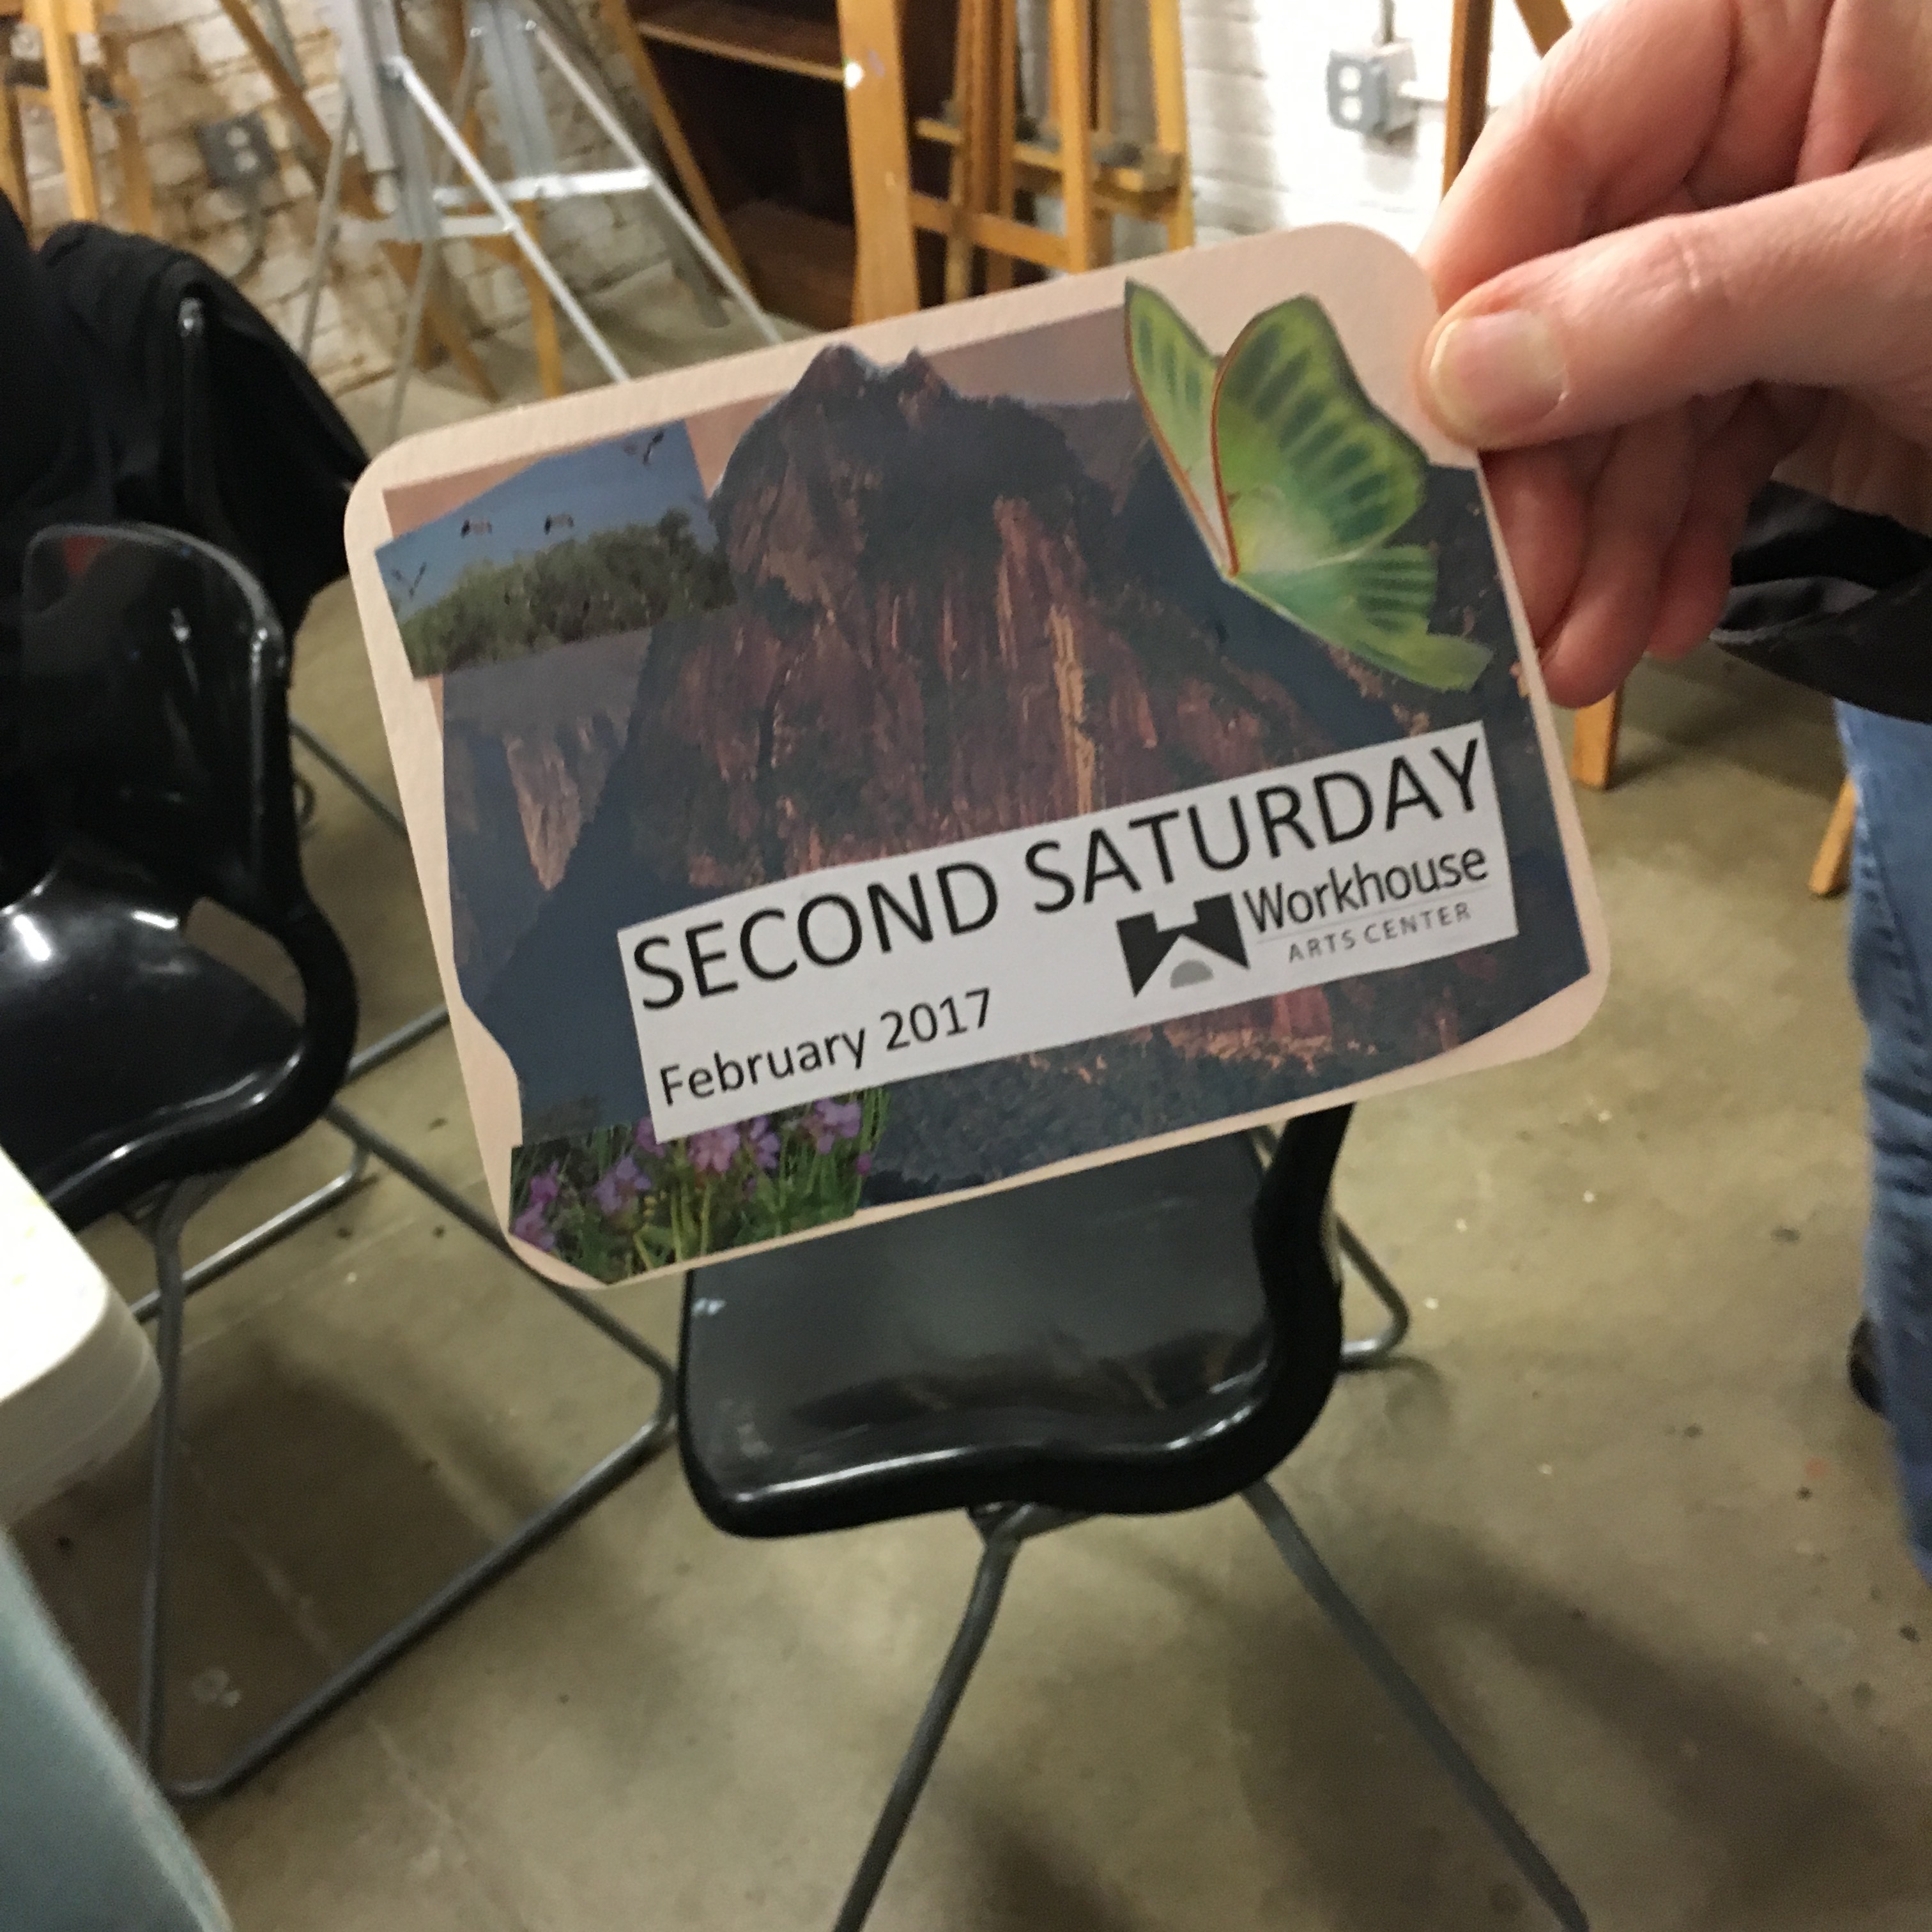 SECOND SATURDAY
February 2017
Workhouse
ARTS CENTER